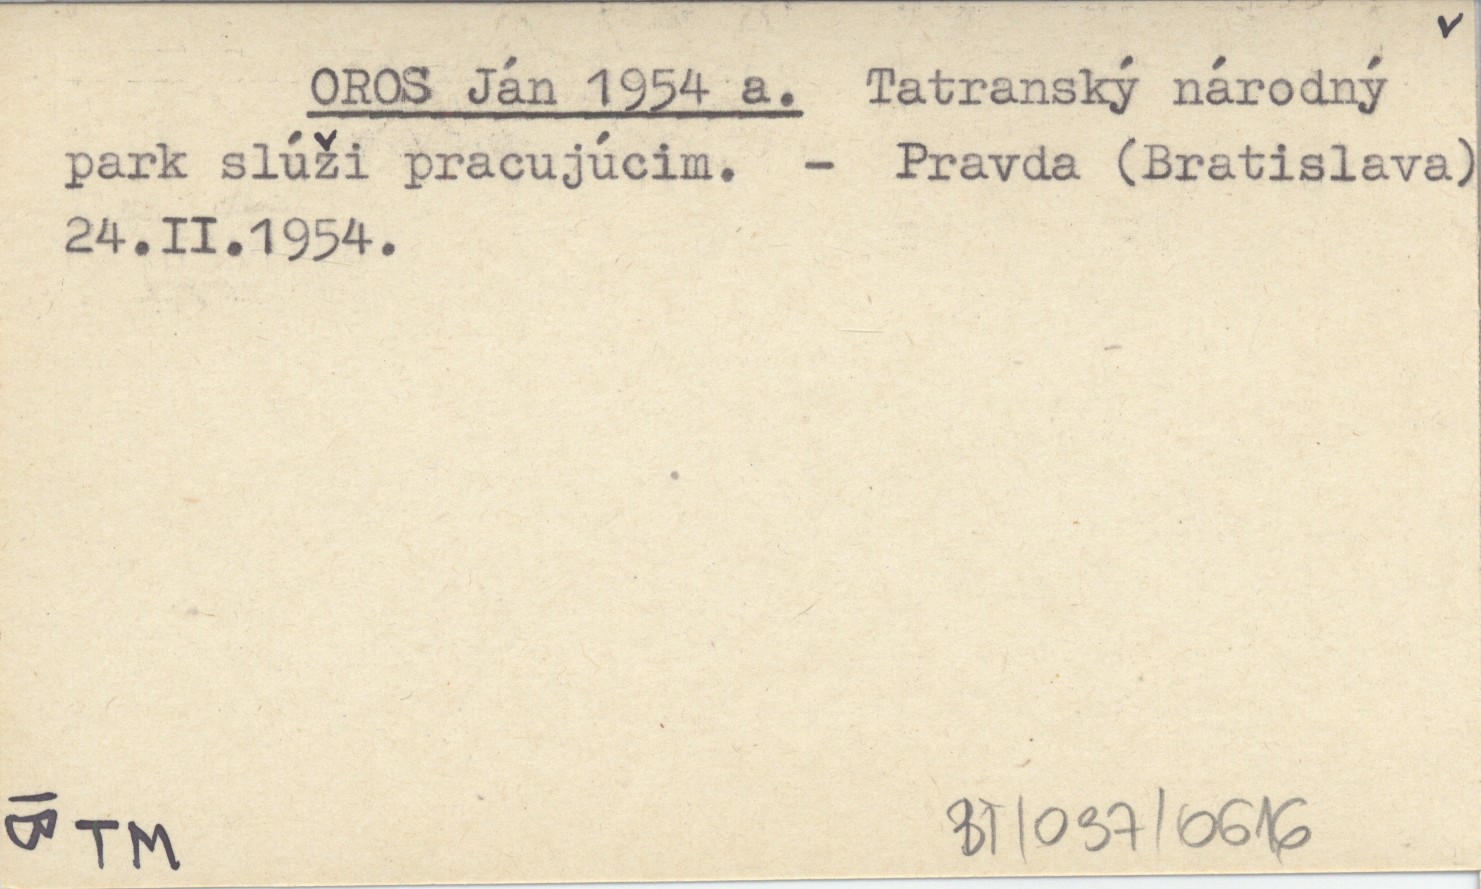 OROS Ján 1954 a. Tatranský národný
park slúži pracujúcim. - Pravda (Bratislava)
24.II.1954.
B TM
BT/037/0616